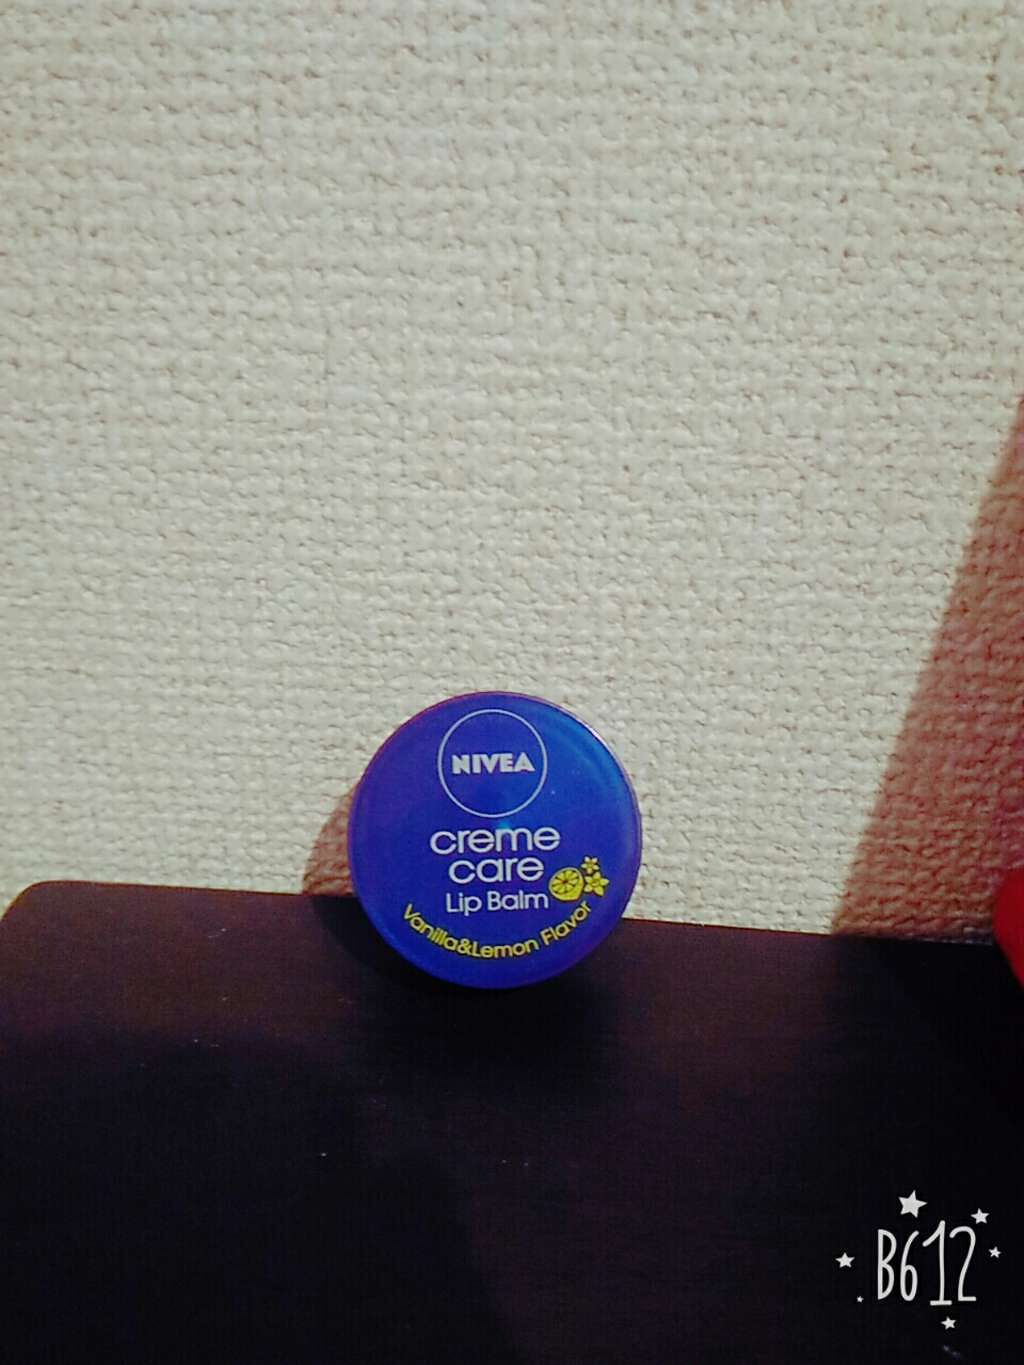 NIVEA
creme
care
Lip Balm
Vanilla&Lemon Flavor
B612